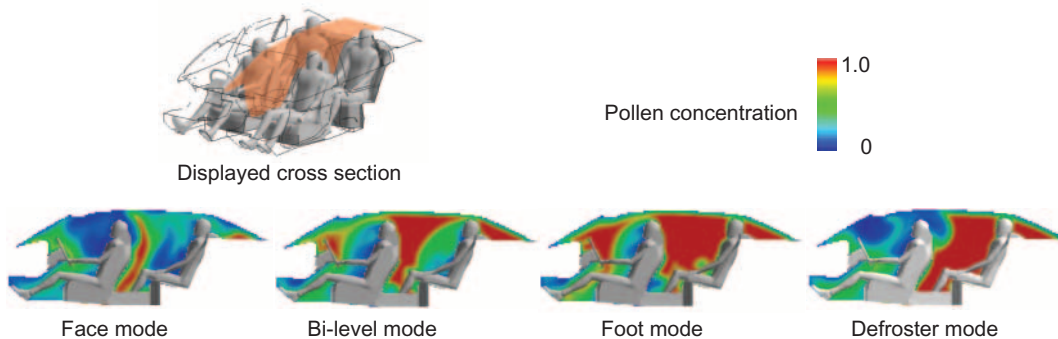 1.0
Pollen concentration
0
Displayed cross section
Face mode
Bi-level mode
Foot mode
Defroster mode